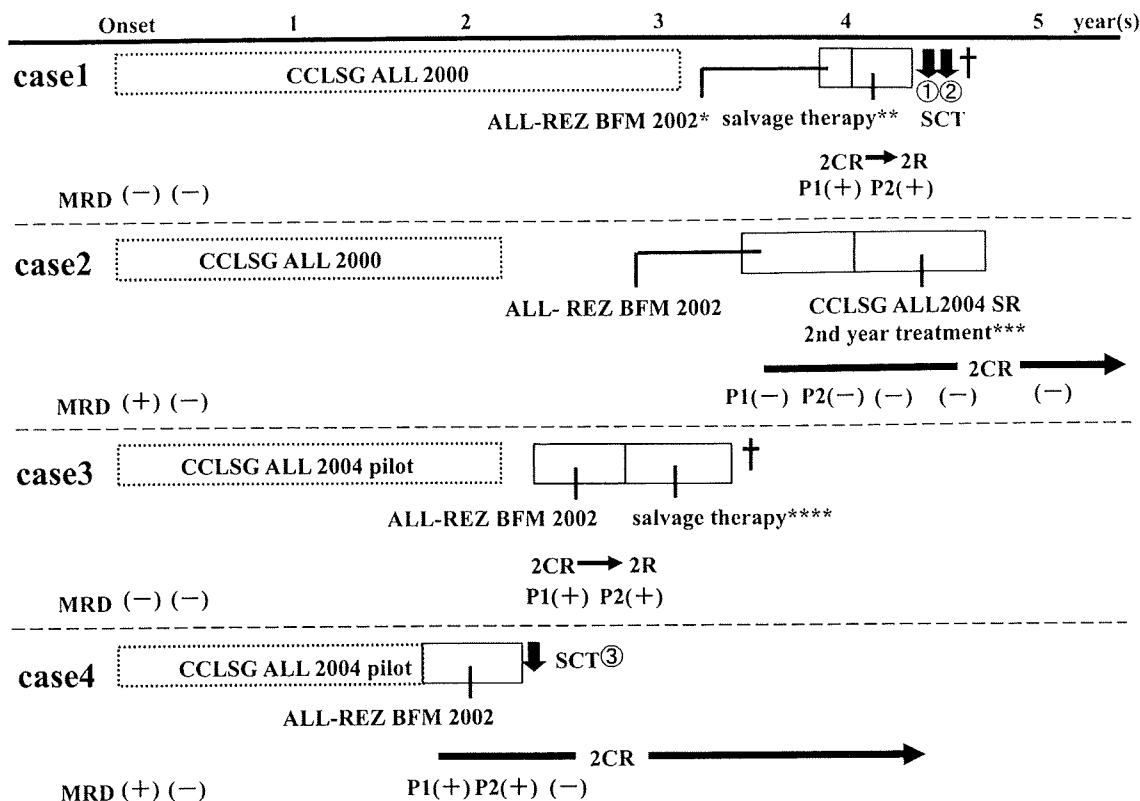 Onset 1 2 3 4 5 year(s)
case1
CCLSG ALL 2000
†
① ②
ALL-REZ BFM 2002* salvage therapy** SCT
2CR → 2R
P1(+) P2(+)
MRD (−) (−)
case2
CCLSG ALL 2000
ALL- REZ BFM 2002
CCLSG ALL2004 SR
2nd year treatment***
2CR
P1(−) P2(−) (−) (−) (−)
MRD (+) (−)
case3
CCLSG ALL 2004 pilot
†
ALL-REZ BFM 2002 salvage therapy****
2CR → 2R
P1(+) P2(+)
MRD (−) (−)
case4
CCLSG ALL 2004 pilot
SCT③
ALL-REZ BFM 2002
2CR
P1(+) P2(+) (−)
MRD (+) (−)